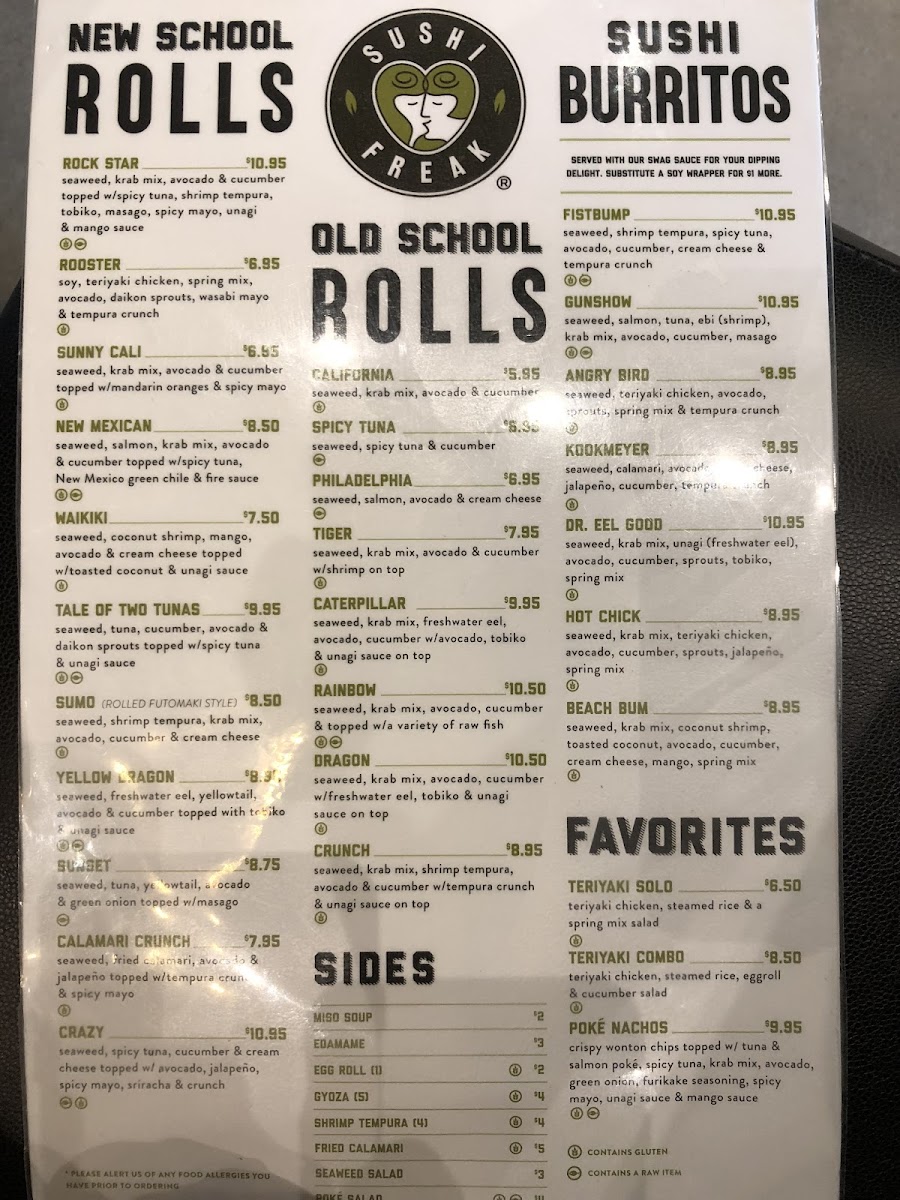 NEW SCHOOL
ROLLS
ROCK STAR $10.95
seaweed, krab mix, avocado & cucumber
topped w/spicy tuna, shrimp tempura,
tobiko, masago, spicy mayo, unagi
& mango sauce
ROOSTER $6.95
soy, teriyaki chicken, spring mix,
avocado, daikon sprouts, wasabi mayo
& tempura crunch
SUNNY CALI $6.95
seaweed, krab mix, avocado & cucumber
topped w/mandarin oranges & spicy mayo
NEW MEXICAN $8.50
seaweed, salmon, krab mix, avocado
& cucumber topped w/spicy tuna,
New Mexico green chile & fire sauce
WAIKIKI $7.50
seaweed, coconut shrimp, mango,
avocado & cream cheese topped
w/toasted coconut & unagi sauce
TALE OF TWO TUNAS $9.95
seaweed, tuna, cucumber, avocado &
daikon sprouts topped w/spicy tuna
& unagi sauce
SUMO (ROLLED FUTOMAKI STYLE) $8.50
seaweed, shrimp tempura, krab mix,
avocado, cucumber & cream cheese
YELLOW DRAGON
seaweed, freshwater eel, yellowtail,
avocado & cucumber topped with tobiko
& unagi sauce
SUNSET $8.75
seaweed, tuna, yellowtail, avocado
& green onion topped w/masago
CALAMARI CRUNCH $7.95
seaweed, fried calamari, avocado &
jalapeño topped w/tempura crunch
& spicy mayo
CRAZY $10.95
seaweed, spicy tuna, cucumber & cream
cheese topped w/ avocado, jalapeño,
spicy mayo, sriracha & crunch
* PLEASE ALERT US OF ANY FOOD ALLERGIES YOU
HAVE PRIOR TO ORDERING
SUSHI
FREAK
®
OLD SCHOOL
ROLLS
CALIFORNIA $5.95
seaweed, krab mix, avocado & cucumber
SPICY TUNA $6.95
seaweed, spicy tuna & cucumber
PHILADELPHIA $6.95
seaweed, salmon, avocado & cream cheese
TIGER $7.95
seaweed, krab mix, avocado & cucumber
w/shrimp on top
CATERPILLAR $9.95
seaweed, krab mix, freshwater eel,
avocado, cucumber w/avocado, tobiko
& unagi sauce on top
RAINBOW $10.50
seaweed, krab mix, avocado, cucumber
& topped w/a variety of raw fish
DRAGON $10.50
seaweed, krab mix, avocado, cucumber
w/freshwater eel, tobiko & unagi
sauce on top
CRUNCH $8.95
seaweed, krab mix, shrimp tempura,
avocado & cucumber w/tempura crunch
& unagi sauce on top
SIDES
MISO SOUP $2
EDAMAME $3
EGG ROLL (1) $2
GYOZA (5) $4
SHRIMP TEMPURA (4) $4
FRIED CALAMARI $5
SEAWEED SALAD $3
POKÉ SALAD
SUSHI
BURRITOS
SERVED WITH OUR SWAG SAUCE FOR YOUR DIPPING
DELIGHT. SUBSTITUTE A SOY WRAPPER FOR $1 MORE.
FISTBUMP $10.95
seaweed, shrimp tempura, spicy tuna,
avocado, cucumber, cream cheese &
tempura crunch
GUNSHOW $10.95
seaweed, salmon, tuna, ebi (shrimp),
krab mix, avocado, cucumber, masago
ANGRY BIRD $8.95
seaweed, teriyaki chicken, avocado,
sprouts, spring mix & tempura crunch
KOOKMEYER $8.95
seaweed, calamari, avocado, cheese,
jalapeño, cucumber, tempura crunch
DR. EEL GOOD $10.95
seaweed, krab mix, unagi (freshwater eel),
avocado, cucumber, sprouts, tobiko,
spring mix
HOT CHICK $8.95
seaweed, krab mix, teriyaki chicken,
avocado, cucumber, sprouts, jalapeño,
spring mix
BEACH BUM $8.95
seaweed, krab mix, coconut shrimp,
toasted coconut, avocado, cucumber,
cream cheese, mango, spring mix
FAVORITES
TERIYAKI SOLO $6.50
teriyaki chicken, steamed rice & a
spring mix salad
TERIYAKI COMBO $8.50
teriyaki chicken, steamed rice, eggroll
& cucumber salad
POKÉ NACHOS $9.95
crispy wonton chips topped w/ tuna &
salmon poké, spicy tuna, krab mix, avocado,
green onion, furikake seasoning, spicy
mayo, unagi sauce & mango sauce
CONTAINS GLUTEN
CONTAINS A RAW ITEM